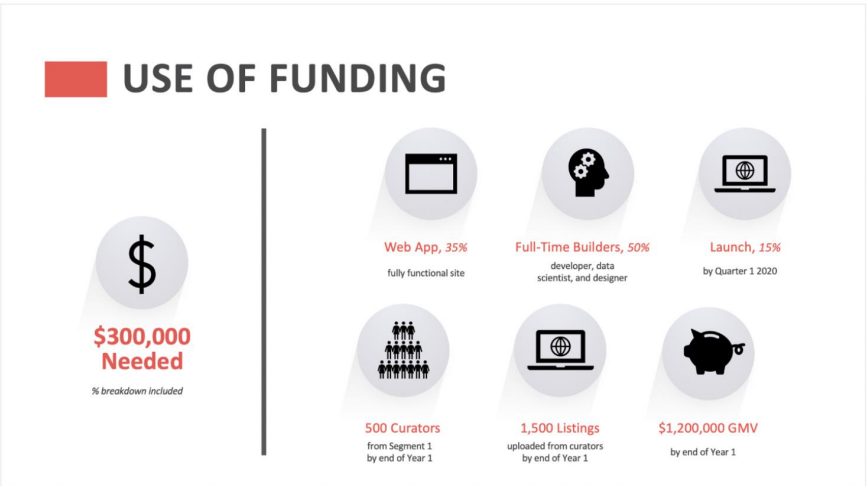 USE OF FUNDING
$300,000
Needed
% breakdown included
Web App, 35%
fully functional site
Full-Time Builders, 50%
developer, data
scientist, and designer
Launch, 15%
by Quarter 1 2020
500 Curators
from Segment 1
by end of Year 1
1,500 Listings
uploaded from curators
by end of Year 1
$1,200,000 GMV
by end of Year 1